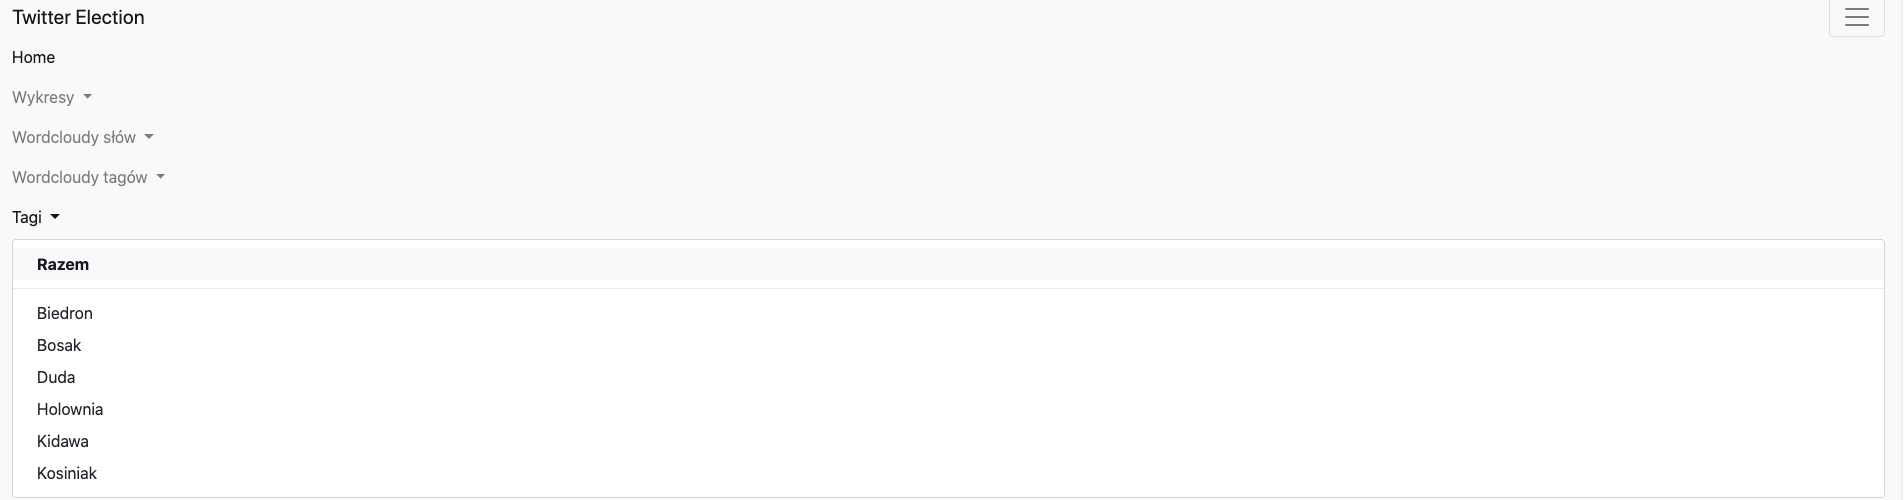 Twitter Election
Home
Wykresy
Wordcloudy słów
Wordcloudy tagów
Tagi
Razem
Biedron
Bosak
Duda
Holownia
Kidawa
Kosiniak